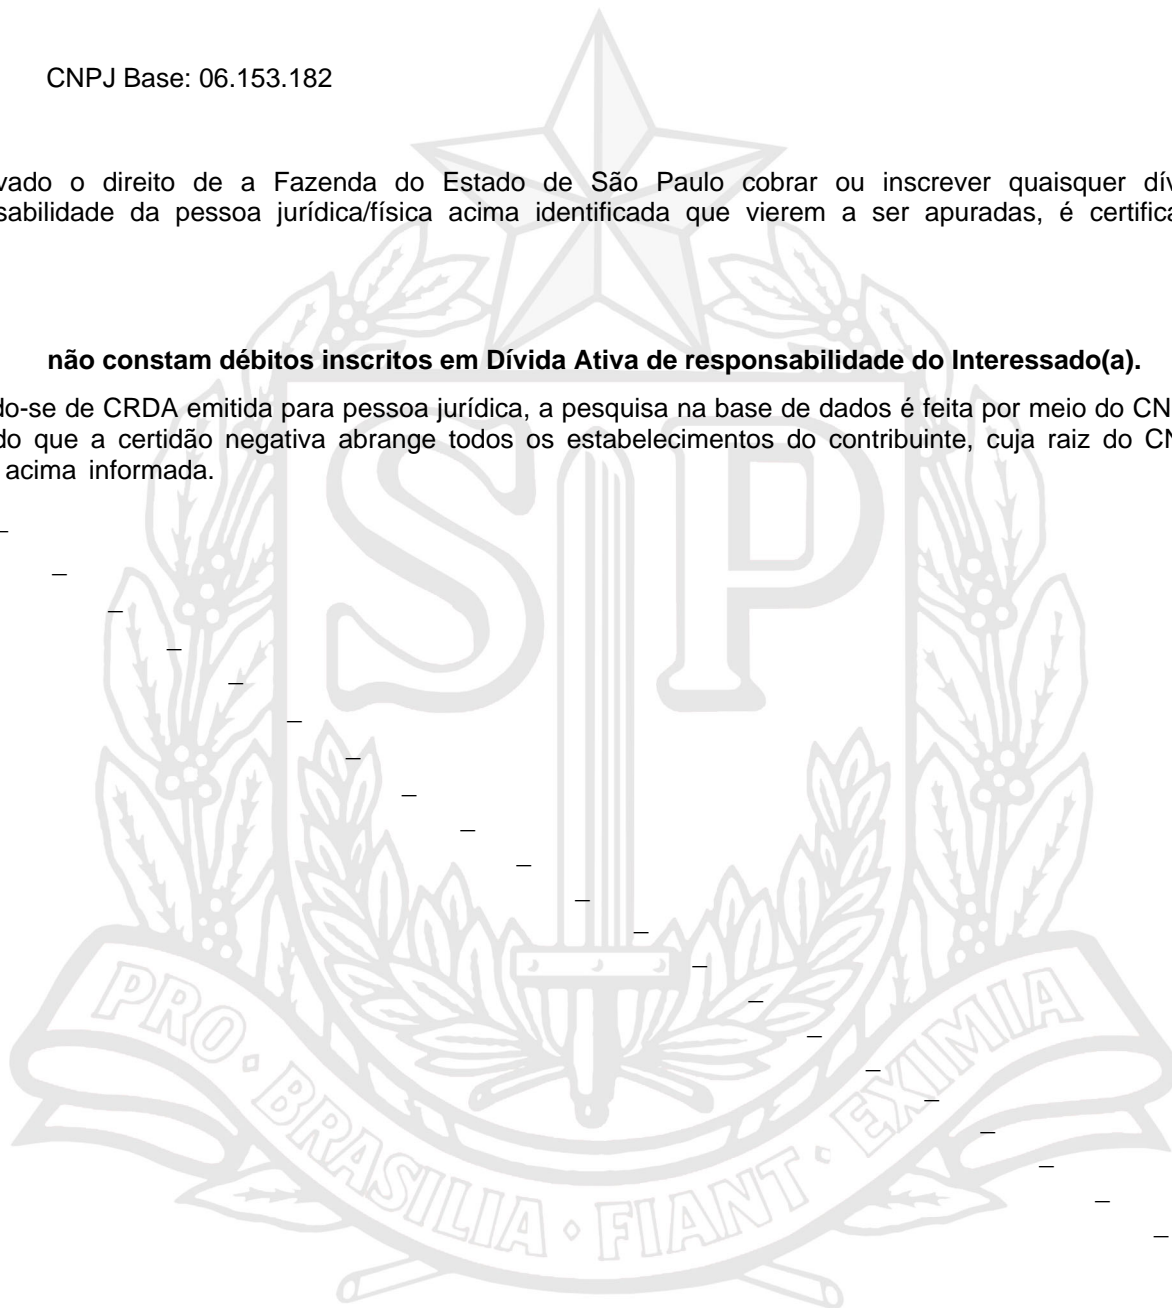 CNPJ Base: 06.153.182
vado o direito de a Fazenda do Estado de São Paulo cobrar ou inscrever quaisquer dív
sabilidade da pessoa jurídica/física acima identificada que vierem a ser apuradas, é certifica
não constam débitos inscritos em Dívida Ativa de responsabilidade do Interessado(a).
do-se de CRDA emitida para pessoa jurídica, a pesquisa na base de dados é feita por meio do CN
do que a certidão negativa abrange todos os estabelecimentos do contribuinte, cuja raiz do CN
acima informada.
SP
PRO • BRASILIA • FIANT • EXIMIA